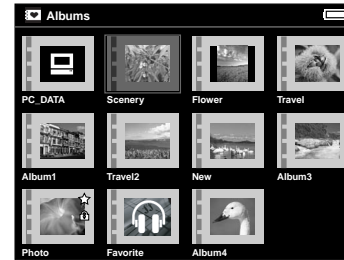 Albums
PC_DATA Scenery Flower Travel
Album1 Travel2 New Album3
Photo Favorite Album4